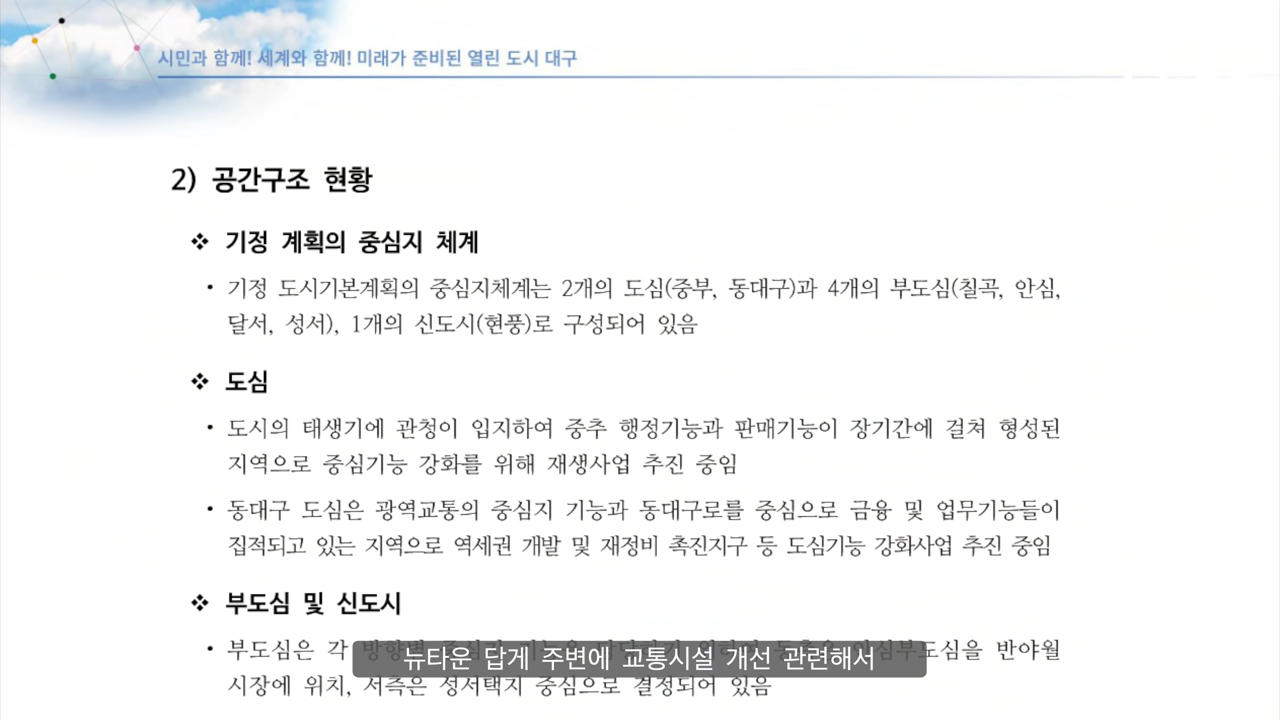 시민과 함께! 세계와 함께! 미래가 준비된 열린 도시 대구
2) 공간구조 현황
❖ 기정 계획의 중심지 체계
• 기정 도시기본계획의 중심지체계는 2개의 도심(중부, 동대구)과 4개의 부도심(칠곡, 안심,
달서, 성서), 1개의 신도시(현풍)로 구성되어 있음
❖ 도심
• 도시의 태생기에 관청이 입지하여 중추 행정기능과 판매기능이 장기간에 걸쳐 형성된
지역으로 중심기능 강화를 위해 재생사업 추진 중임
• 동대구 도심은 광역교통의 중심지 기능과 동대구로를 중심으로 금융 및 업무기능들이
집적되고 있는 지역으로 역세권 개발 및 재정비 촉진지구 등 도심기능 강화사업 추진 중임
❖ 부도심 및 신도시
• 부도심은 각 반야월
뉴타운 답게 주변에 교통시설 개선 관련해서
시장에 위치, 서측은 성서택지 중심으로 결정되어 있음